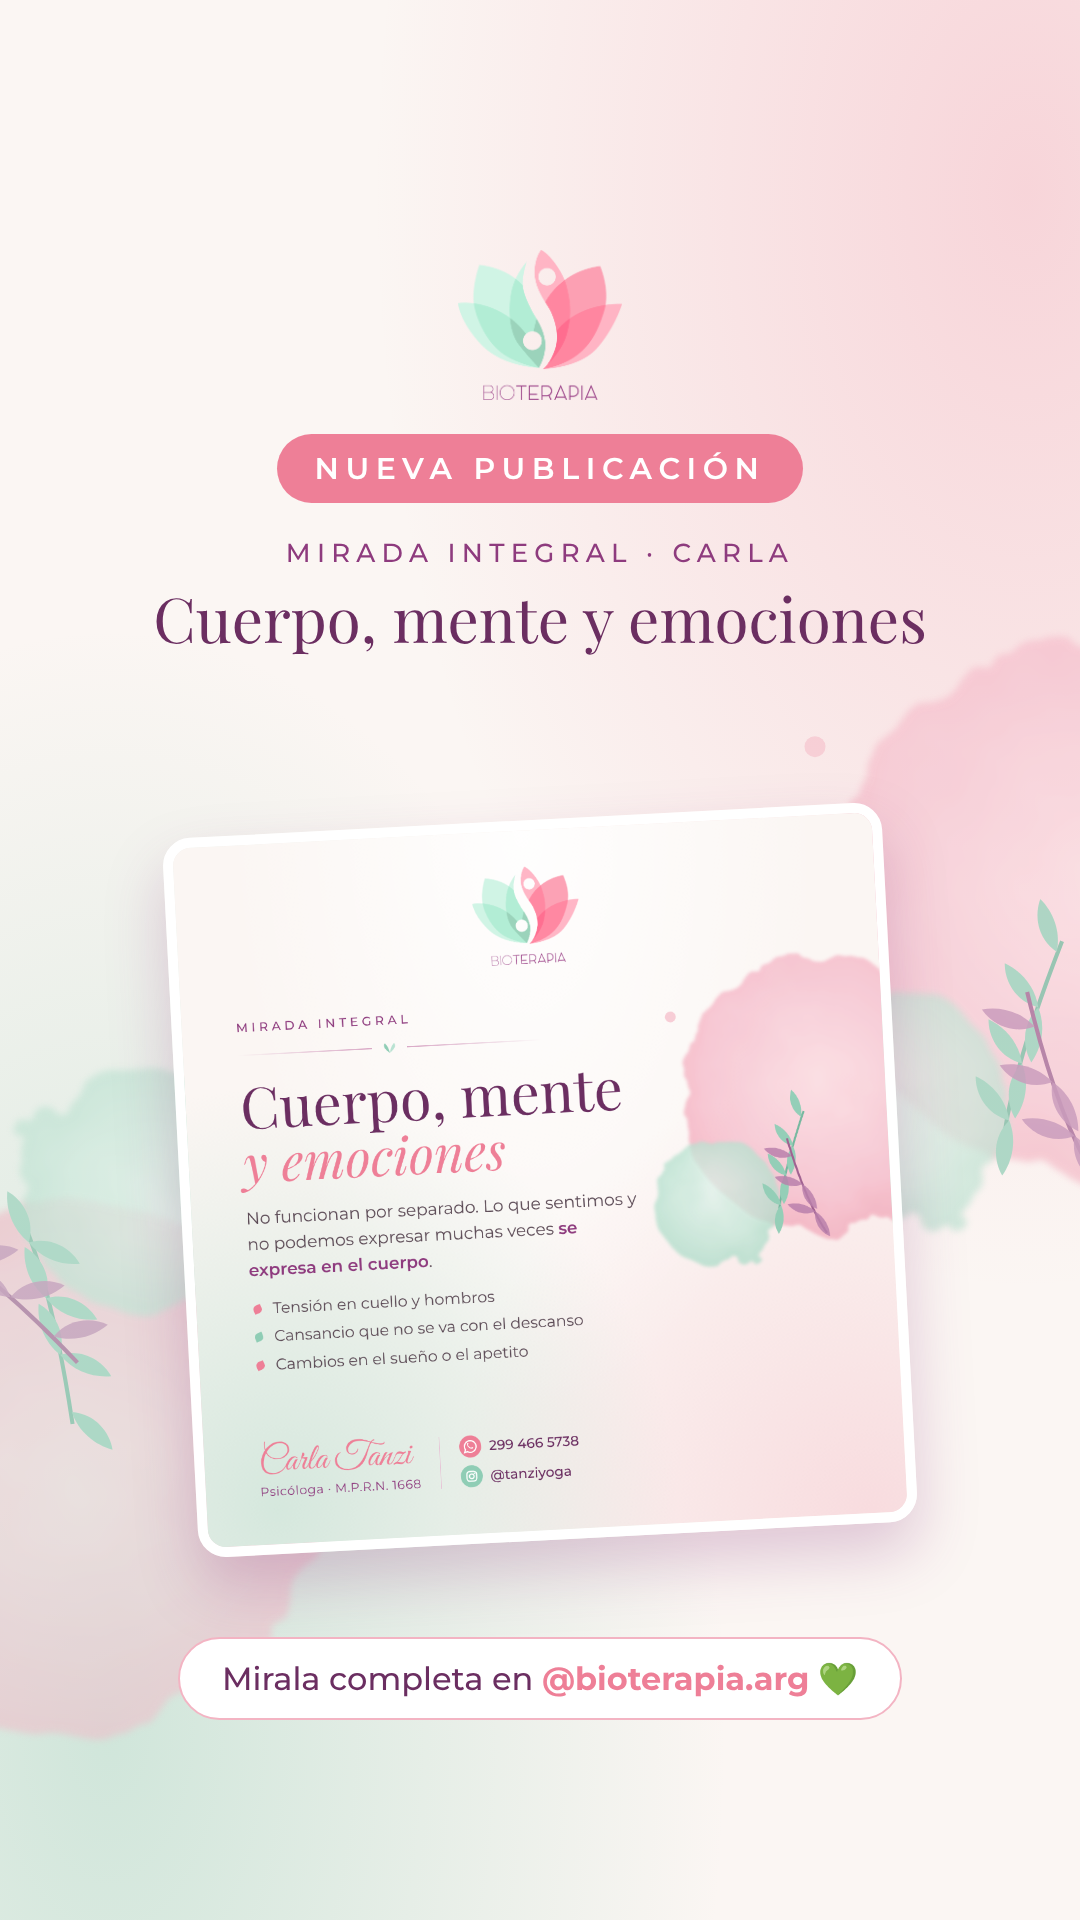 BIOTERAPIA
NUEVA PUBLICACIÓN
MIRADA INTEGRAL · CARLA
Cuerpo, mente y emociones
BIOTERAPIA
MIRADA INTEGRAL
Cuerpo, mente
y emociones
No funcionan por separado. Lo que sentimos y
no podemos expresar muchas veces se
expresa en el cuerpo.
Tensión en cuello y hombros
Cansancio que no se va con el descanso
Cambios en el sueño o el apetito
Carla Tanzi
Psicóloga · M.P.R.N. 1668
299 466 5738
@tanziyoga
Mirala completa en @bioterapia.arg 💚